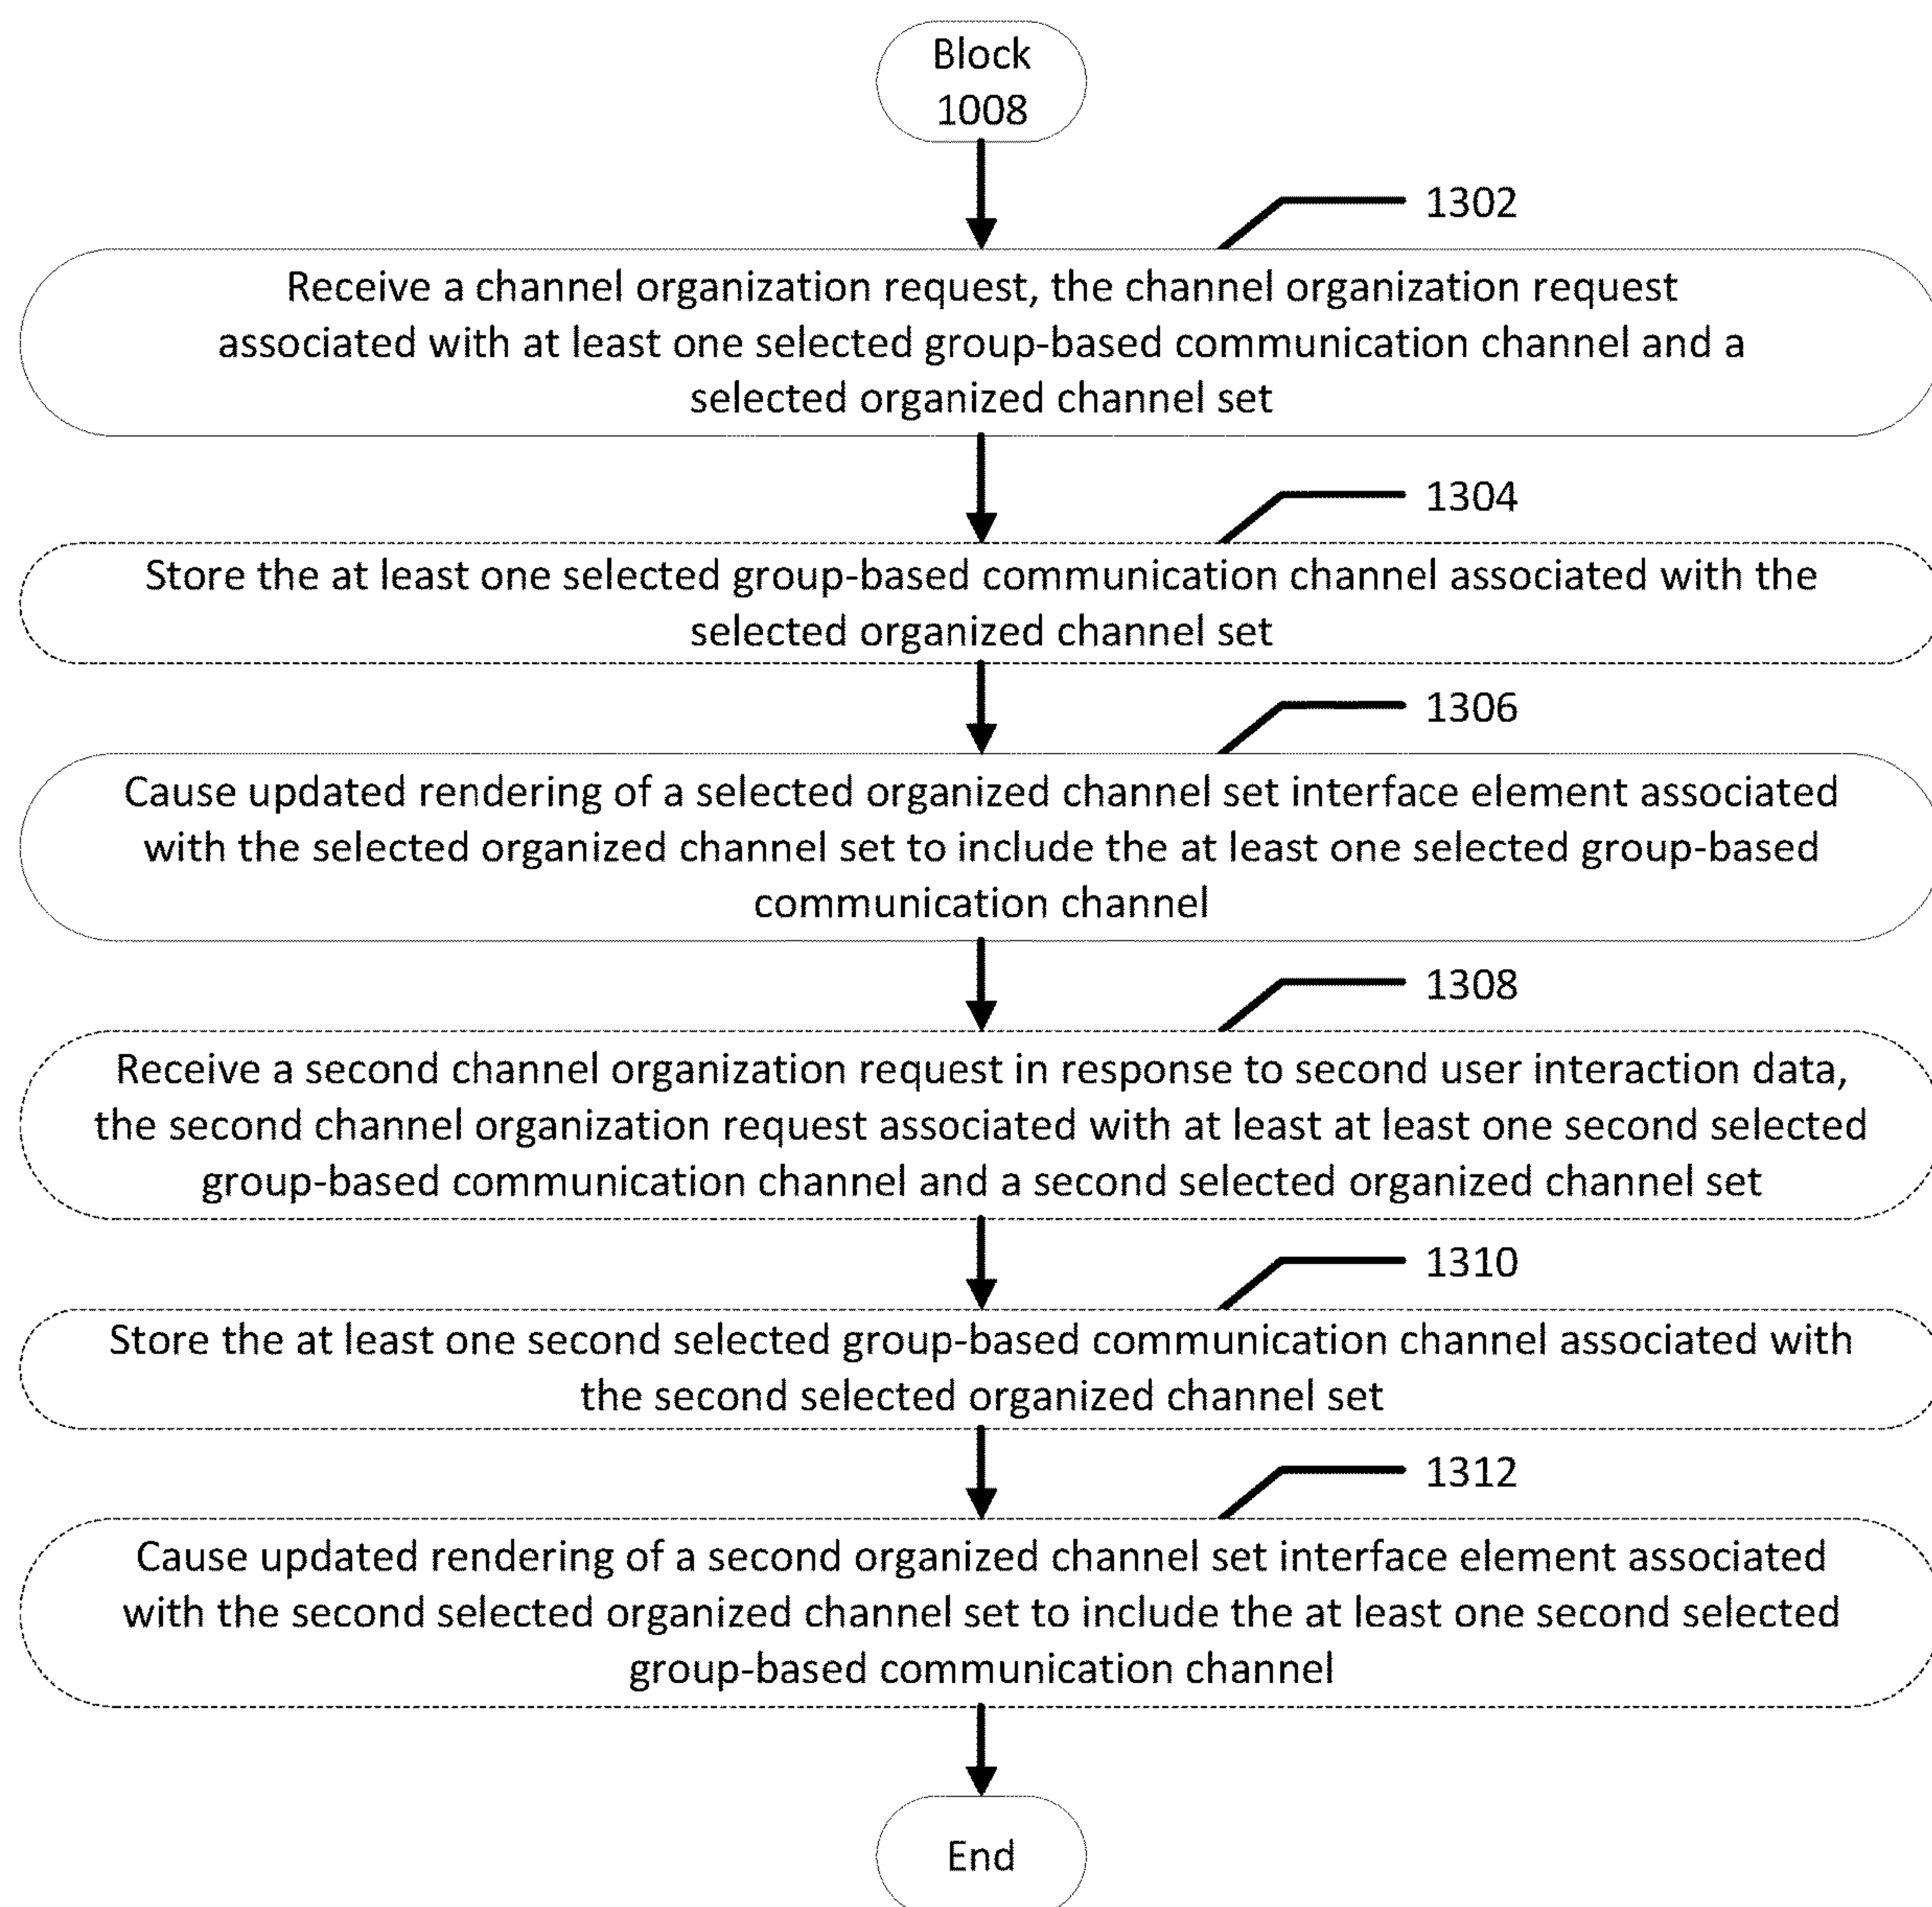 Block
1008
1302
Receive a channel organization request, the channel organization request
associated with at least one selected group-based communication channel and a
selected organized channel set
1304
Store the at least one selected group-based communication channel associated with the
selected organized channel set
1306
Cause updated rendering of a selected organized channel set interface element associated
with the selected organized channel set to include the at least one selected group-based
communication channel
1308
Receive a second channel organization request in response to second user interaction data,
the second channel organization request associated with at least at least one second selected
group-based communication channel and a second selected organized channel set
1310
Store the at least one second selected group-based communication channel associated with
the second selected organized channel set
1312
Cause updated rendering of a second organized channel set interface element associated
with the second selected organized channel set to include the at least one second selected
group-based communication channel
End